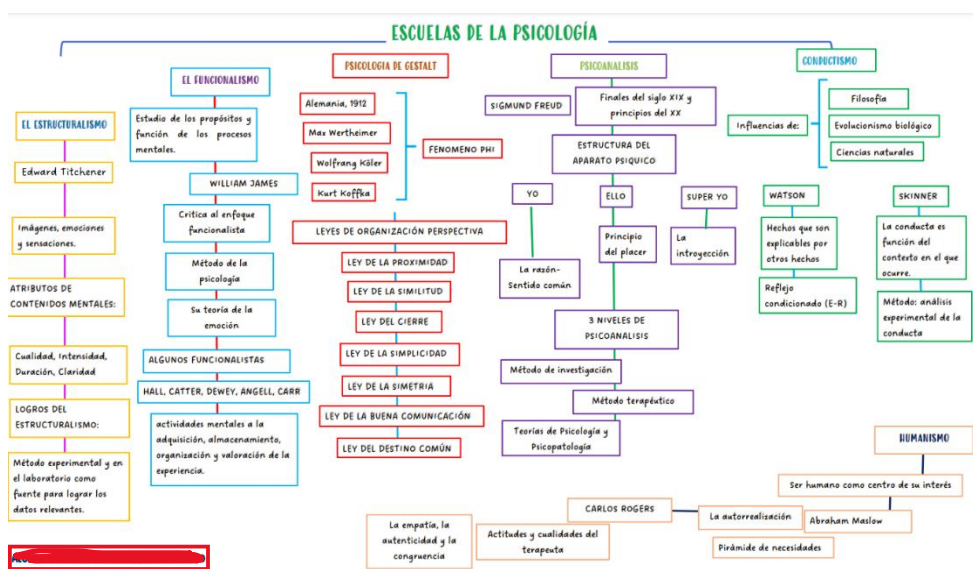 ESCUELAS DE LA PSICOLOGÍA
EL ESTRUCTURALISMO
Edward Titchener
Imágenes, emociones
y sensaciones.
ATRIBUTOS DE
CONTENIDOS MENTALES:
Cualidad, Intensidad,
Duración, Claridad
LOGROS DEL
ESTRUCTURALISMO:
Método experimental y en
el laboratorio como
fuente para lograr los
datos relevantes.
EL FUNCIONALISMO
Estudio de los propósitos y
función de los procesos
mentales.
WILLIAM JAMES
Critica al enfoque
funcionalista
Método de la
psicología
Su teoría de la
emoción
ALGUNOS FUNCIONALISTAS
HALL, CATTER, DEWEY, ANGELL, CARR
actividades mentales a la
adquisición, almacenamiento,
organización y valoración de la
experiencia.
PSICOLOGIA DE GESTALT
Alemania, 1912
Max Wertheimer
Wolfrang Köler
Kurt Koffka
FENOMENO PHI
LEYES DE ORGANIZACIÓN PERSPECTIVA
LEY DE LA PROXIMIDAD
LEY DE LA SIMILITUD
LEY DEL CIERRE
LEY DE LA SIMPLICIDAD
LEY DE LA SIMETRIA
LEY DE LA BUENA COMUNICACIÓN
LEY DEL DESTINO COMÚN
PSICOANALISIS
SIGMUND FREUD
Finales del siglo XIX y
principios del XX
ESTRUCTURA DEL
APARATO PSIQUICO
YO
La razón-
Sentido común
ELLO
Principio
del placer
SUPER YO
La
introyección
3 NIVELES DE
PSICOANALISIS
Método de investigación
Método terapéutico
Teorías de Psicología y
Psicopatología
CONDUCTISMO
Influencias de:
Filosofía
Evolucionismo biológico
Ciencias naturales
WATSON
Hechos que son
explicables por
otros hechos
Reflejo
condicionado (E-R)
SKINNER
La conducta es
función del
contexto en el que
ocurre.
Método: análisis
experimental de la
conducta
HUMANISMO
Ser humano como centro de su interés
Abraham Maslow
Pirámide de necesidades
La autorrealización
CARLOS ROGERS
Actitudes y cualidades del
terapeuta
La empatía, la
autenticidad y la
congruencia